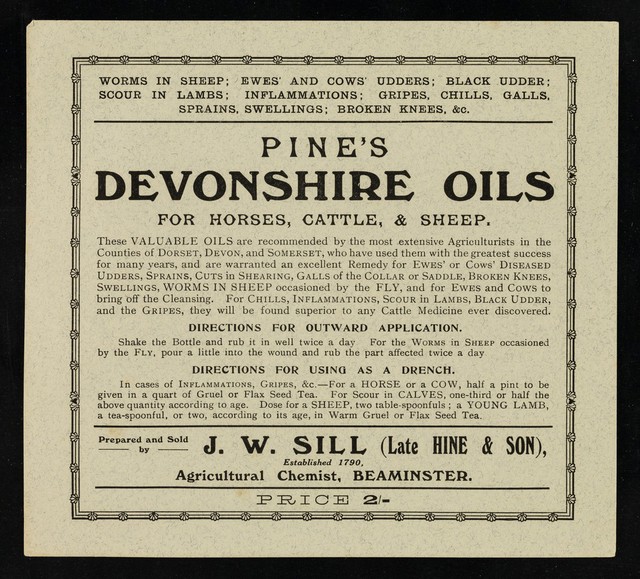 WORMS IN SHEEP; EWES' AND COWS' UDDERS; BLACK UDDER;
SCOUR IN LAMBS; INFLAMMATIONS; GRIPES, CHILLS, GALLS,
SPRAINS, SWELLINGS; BROKEN KNEES, &c.
PINE'S
DEVONSHIRE OILS
FOR HORSES, CATTLE, & SHEEP.
These VALUABLE OILS are recommended by the most extensive Agriculturists in the
Counties of DORSET, DEVON, and SOMERSET, who have used them with the greatest success
for many years, and are warranted an excellent Remedy for EWES' or COWS' DISEASED
UDDERS, SPRAINS, CUTS IN SHEARING, GALLS OF THE COLLAR OR SADDLE, BROKEN KNEES,
SWELLINGS, WORMS IN SHEEP occasioned by the FLY, and for EWES and COWS to
bring off the Cleansing. For CHILLS, INFLAMMATIONS, SCOUR IN LAMBS, BLACK UDDER,
and the GRIPES, they will be found superior to any Cattle Medicine ever discovered.
DIRECTIONS FOR OUTWARD APPLICATION.
Shake the Bottle and rub it in well twice a day For the WORMS IN SHEEP occasioned
by the FLY, pour a little into the wound and rub the part affected twice a day
DIRECTIONS FOR USING AS A DRENCH.
In cases of INFLAMMATIONS, GRIPES, &c.—For a HORSE or a COW, half a pint to be
given in a quart of Gruel or Flax Seed Tea. For Scour in CALVES, one-third or half the
above quantity according to age. Dose for a SHEEP, two table-spoonfuls; a YOUNG LAMB,
a tea-spoonful, or two, according to its age, in Warm Gruel or Flax Seed Tea.
Prepared and Sold by J. W. SILL (Late HINE & SON),
Established 1790,
Agricultural Chemist, BEAMINSTER.
PRICE 2/-